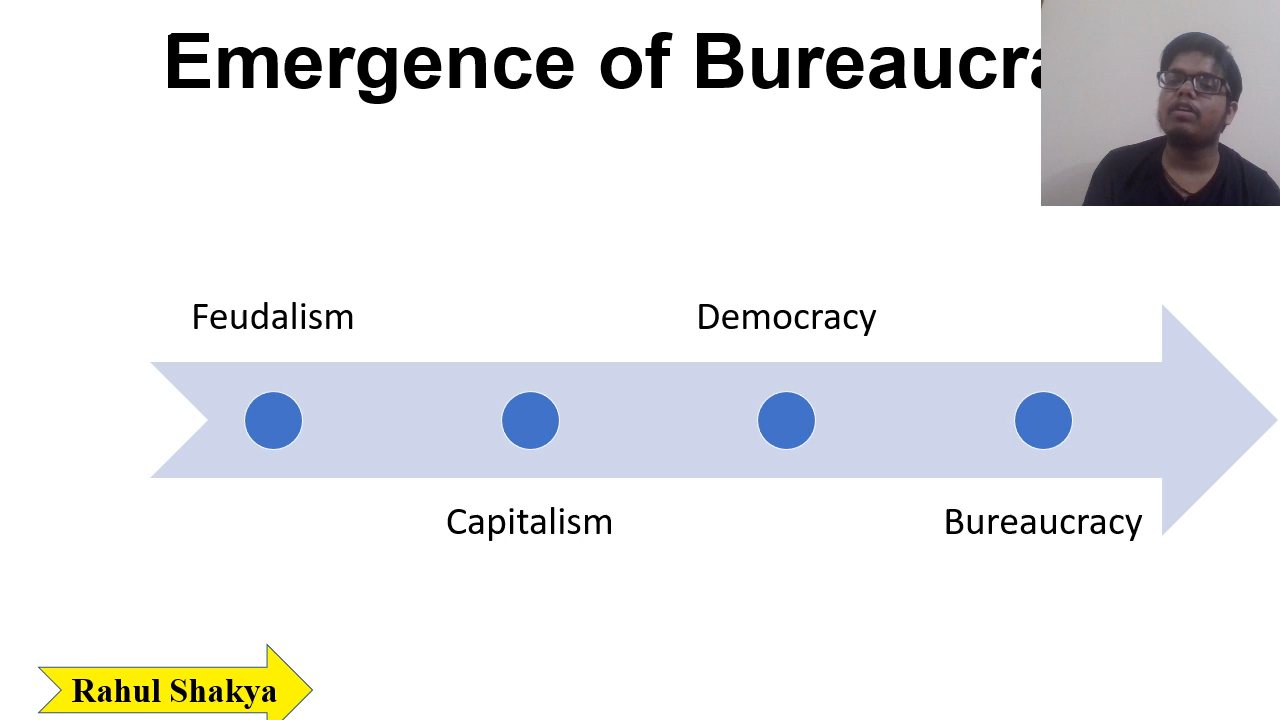 Emergence of Bureaucra
Feudalism
Democracy
Capitalism
Bureaucracy
Rahul Shakya